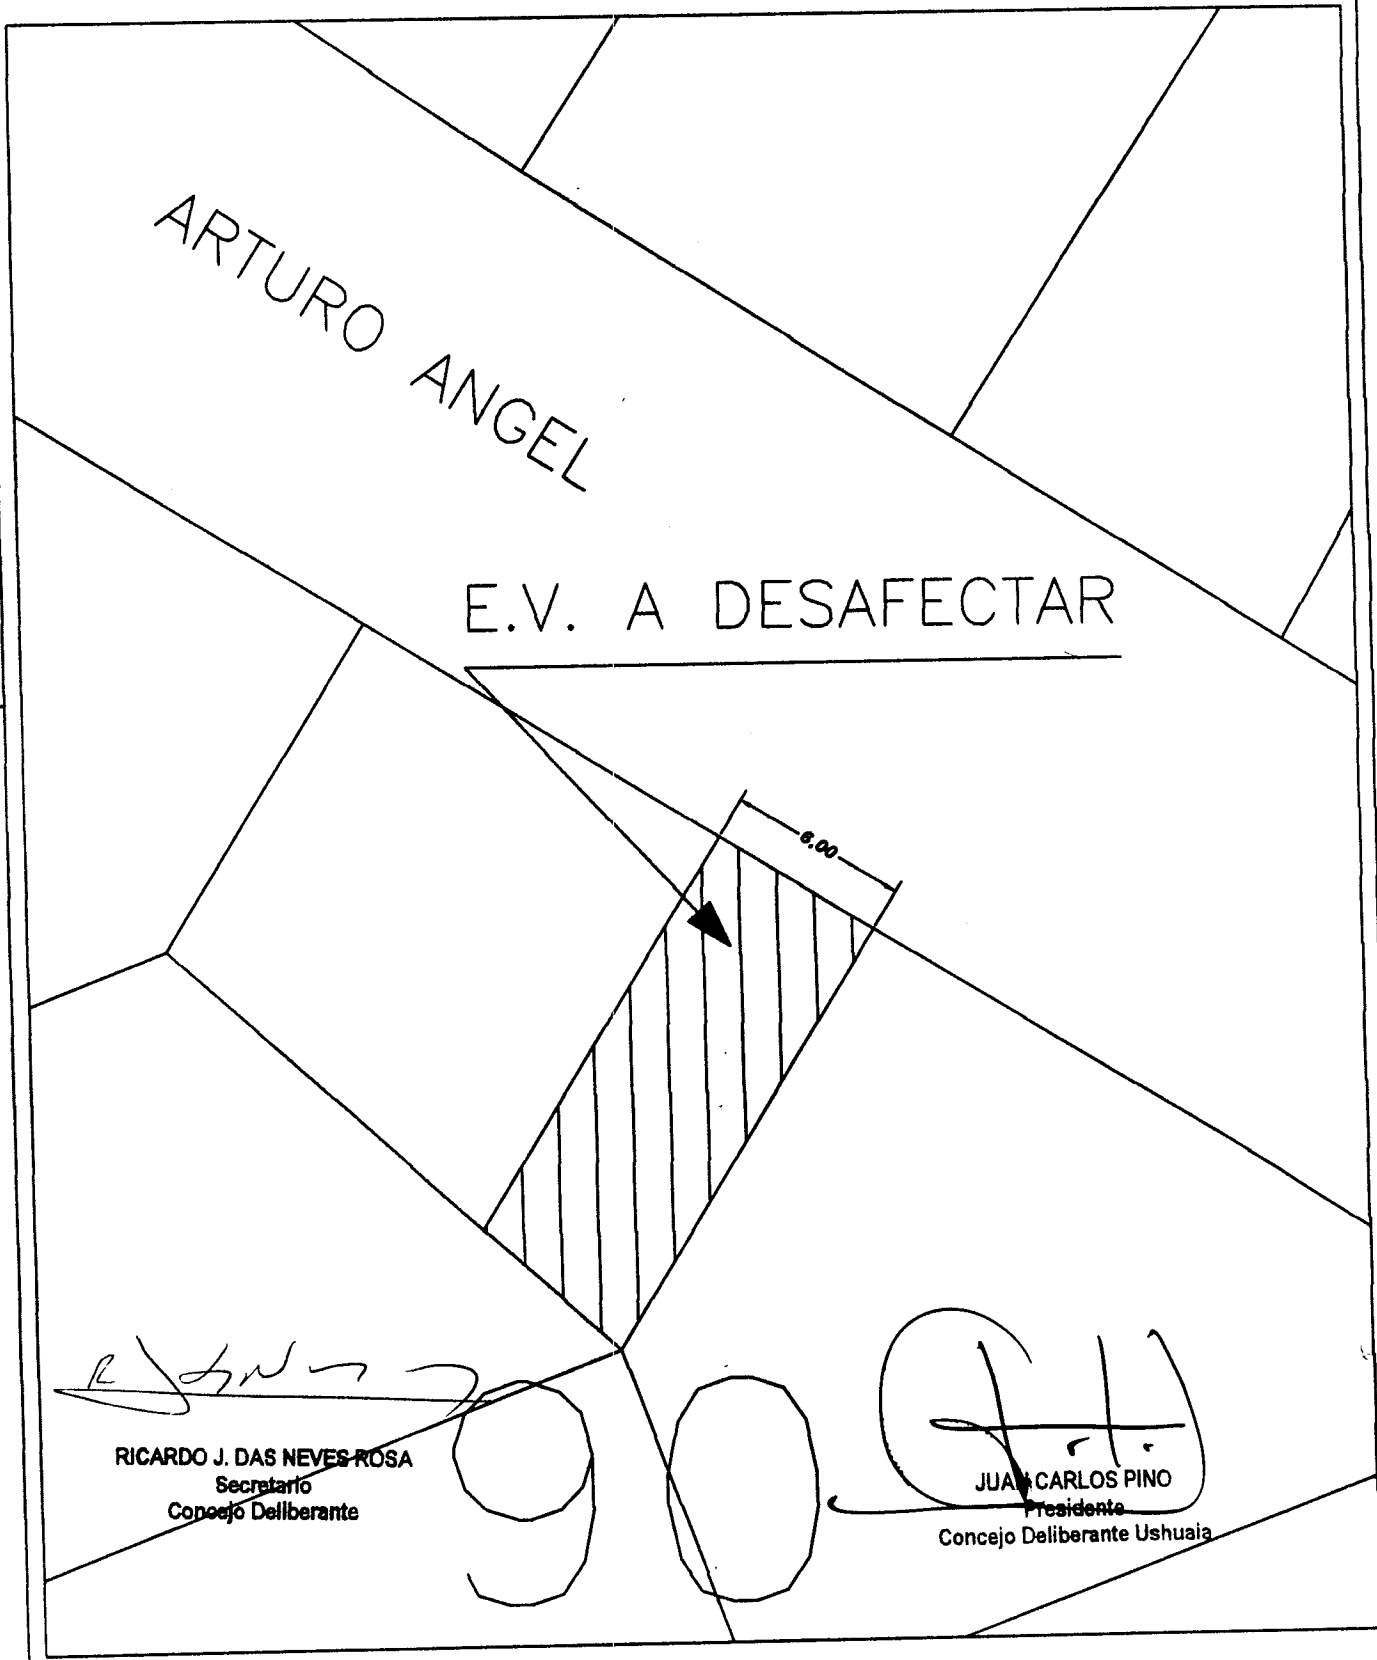 ARTURO ANGEL
E.V. A DESAFECTAR
6.00
90
RICARDO J. DAS NEVES ROSA
Secretario
Concejo Deliberante
JUAN CARLOS PINO
Presidente
Concejo Deliberante Ushuaia